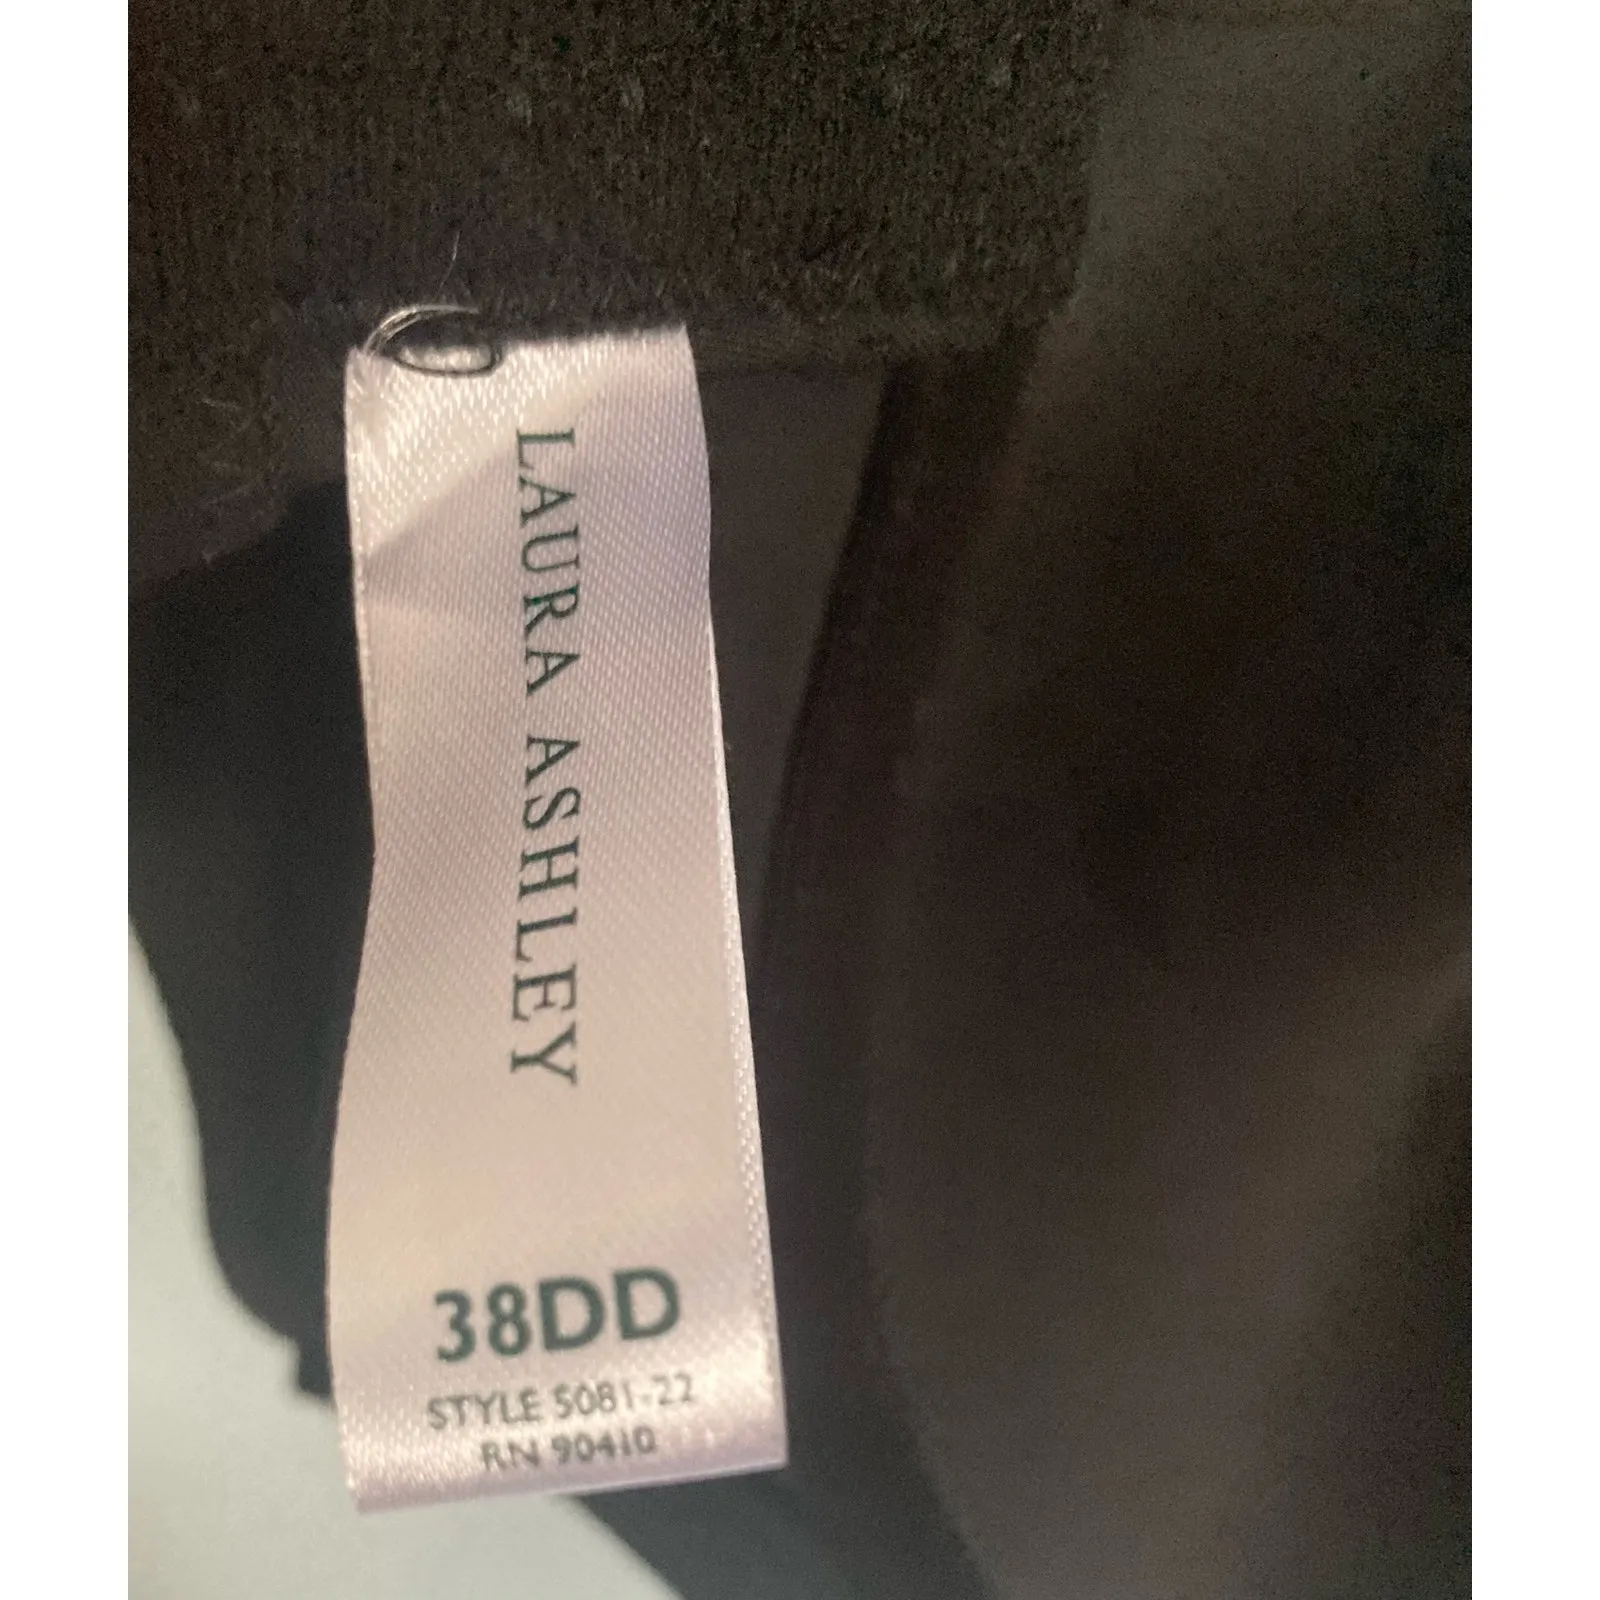 LAURA ASHLEY
38DD
STYLE 5081-22
RN 90410